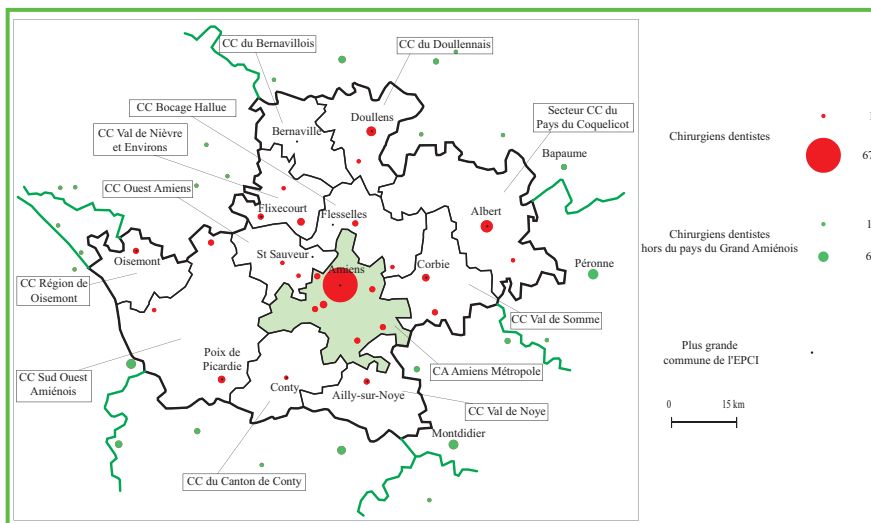 CC du Bernavillois
CC du Doullennais
CC Bocage Hallue
CC Val de Nièvre
et Environs
CC Ouest Amiens
Secteur CC du
Pays du Coquelicot
Bernaville
Doullens
Bapaume
Flixecourt
Flesselles
Albert
Oisemont
St Sauveur
Amiens
Corbie
Péronne
CC Région de
Oisemont
CC Val de Somme
CC Sud Ouest
Amiénois
Poix de
Picardie
Conty
Ailly-sur-Noye
CA Amiens Métropole
CC Val de Noye
Montdidier
CC du Canton de Conty
Chirurgiens dentistes
1
67
Chirurgiens dentistes
hors du pays du Grand Amiénois
1
6
Plus grande
commune de l'EPCI
0
15 km